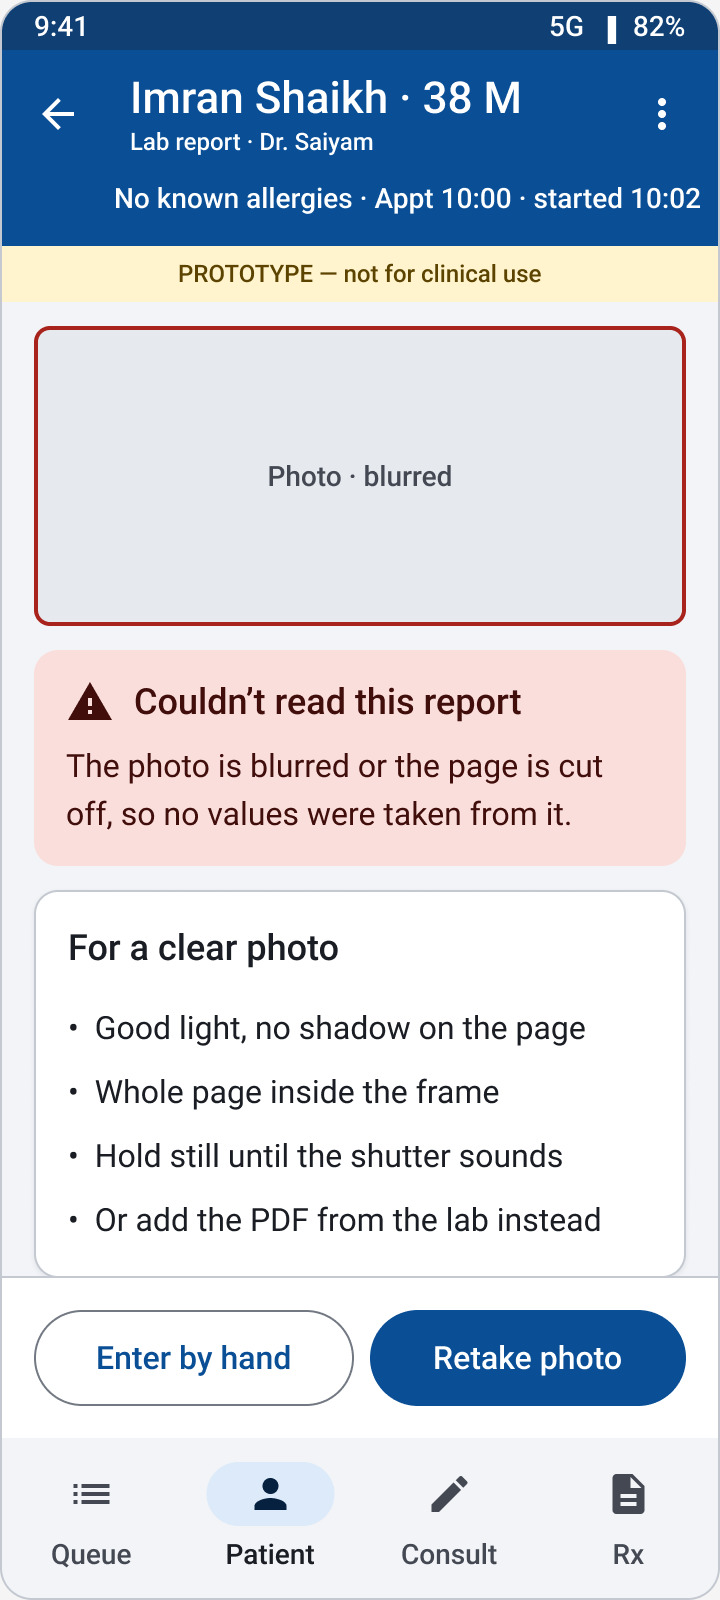 9:41
5G 82%
Imran Shaikh · 38 M
Lab report · Dr. Saiyam
No known allergies · Appt 10:00 · started 10:02
PROTOTYPE — not for clinical use
Photo · blurred
Couldn’t read this report
The photo is blurred or the page is cut
off, so no values were taken from it.
For a clear photo
• Good light, no shadow on the page
• Whole page inside the frame
• Hold still until the shutter sounds
• Or add the PDF from the lab instead
Enter by hand
Retake photo
Queue
Patient
Consult
Rx